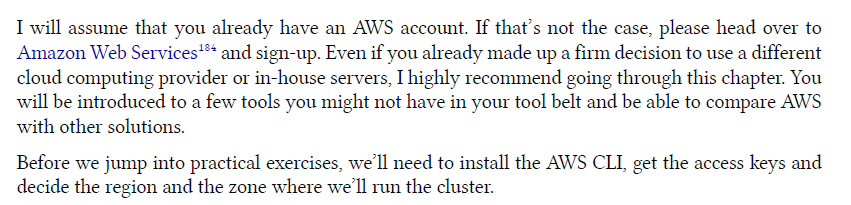 I will assume that you already have an AWS account. If that’s not the case, please head over to
Amazon Web Services¹⁸⁴ and sign-up. Even if you already made up a firm decision to use a different
cloud computing provider or in-house servers, I highly recommend going through this chapter. You
will be introduced to a few tools you might not have in your tool belt and be able to compare AWS
with other solutions.
Before we jump into practical exercises, we’ll need to install the AWS CLI, get the access keys and
decide the region and the zone where we’ll run the cluster.